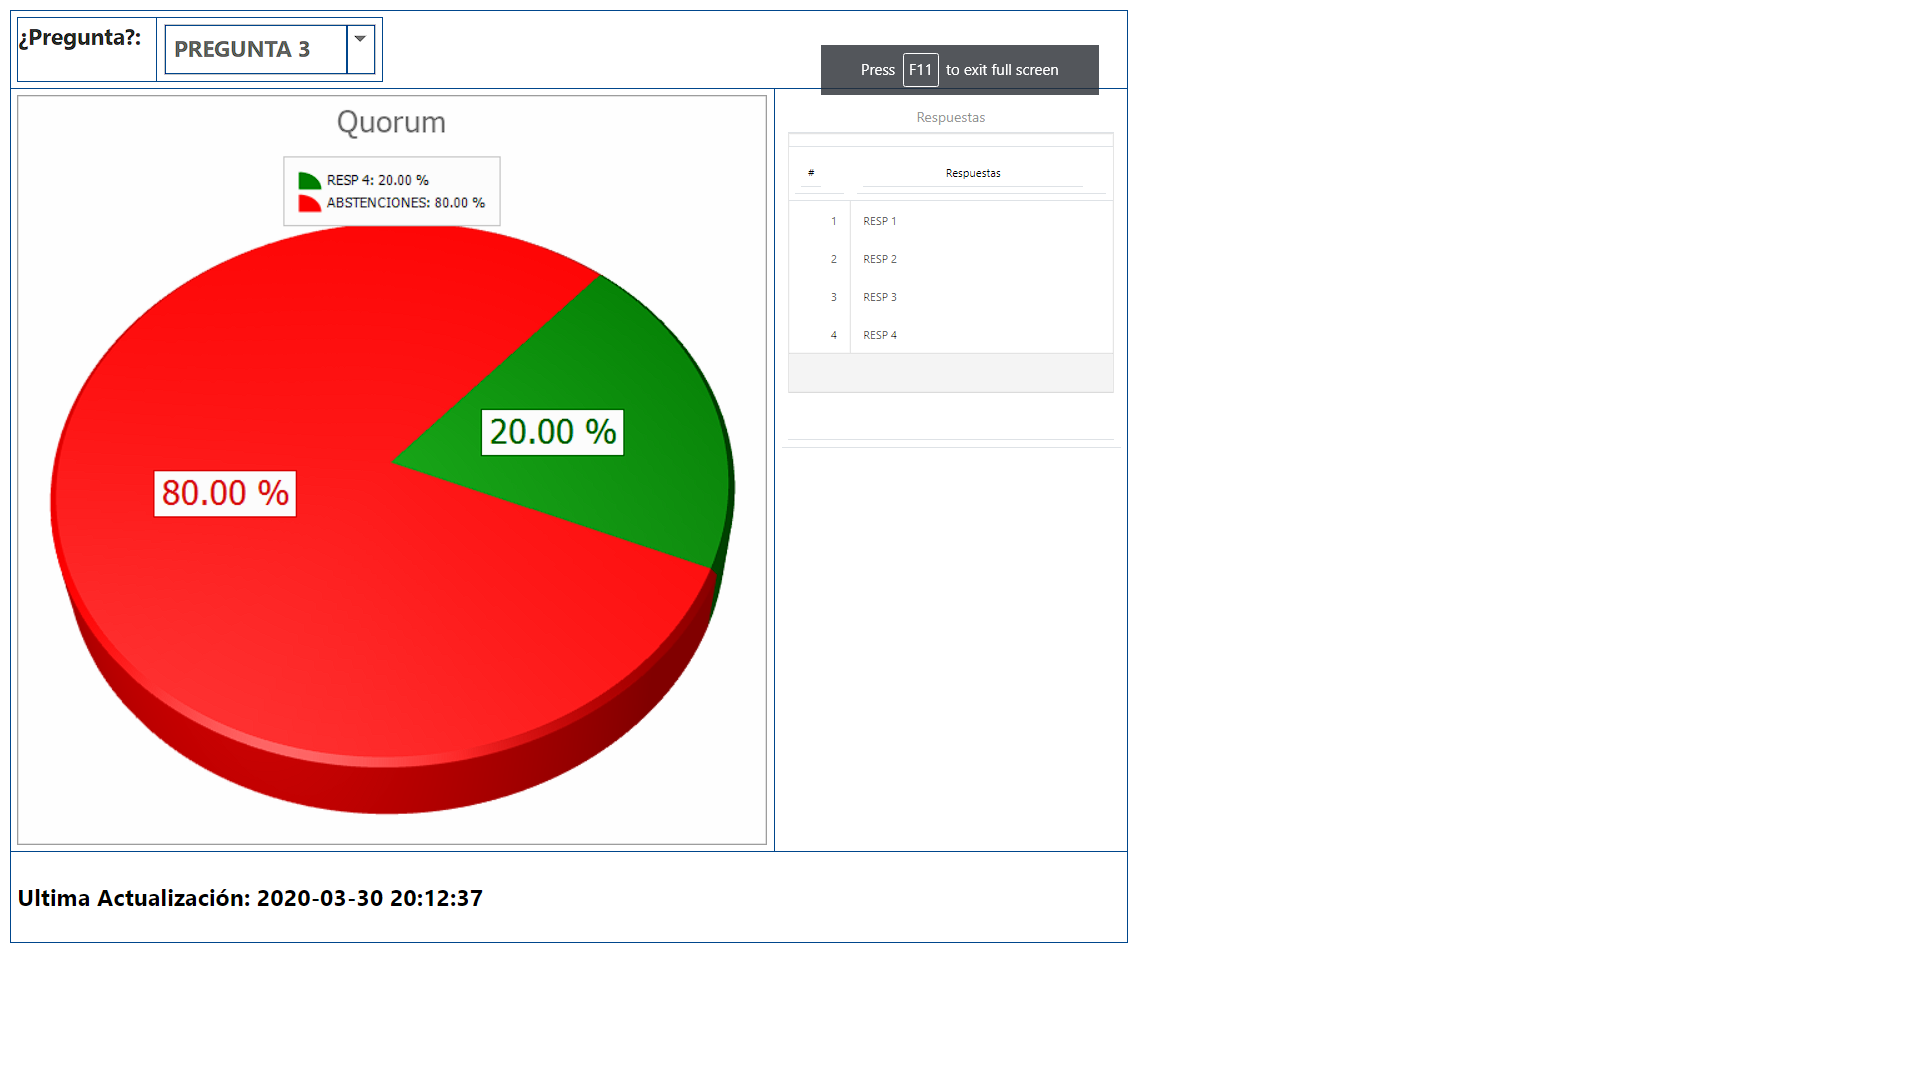 ¿Pregunta?:
PREGUNTA 3
Press F11 to exit full screen
Quorum
RESP 4: 20.00 %
ABSTENCIONES: 80.00 %
20.00 %
80.00 %
Respuestas
# Respuestas
1 RESP 1
2 RESP 2
3 RESP 3
4 RESP 4
Ultima Actualización: 2020-03-30 20:12:37